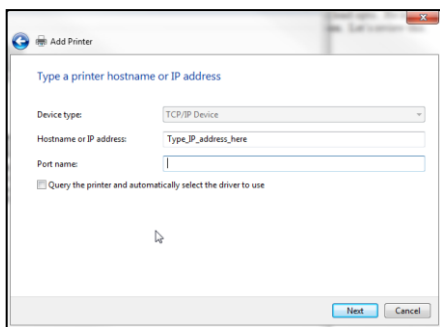 Add Printer
Type a printer hostname or IP address
Device type: TCP/IP Device
Hostname or IP address: Type_IP_address_here
Port name:
Query the printer and automatically select the driver to use
Next Cancel